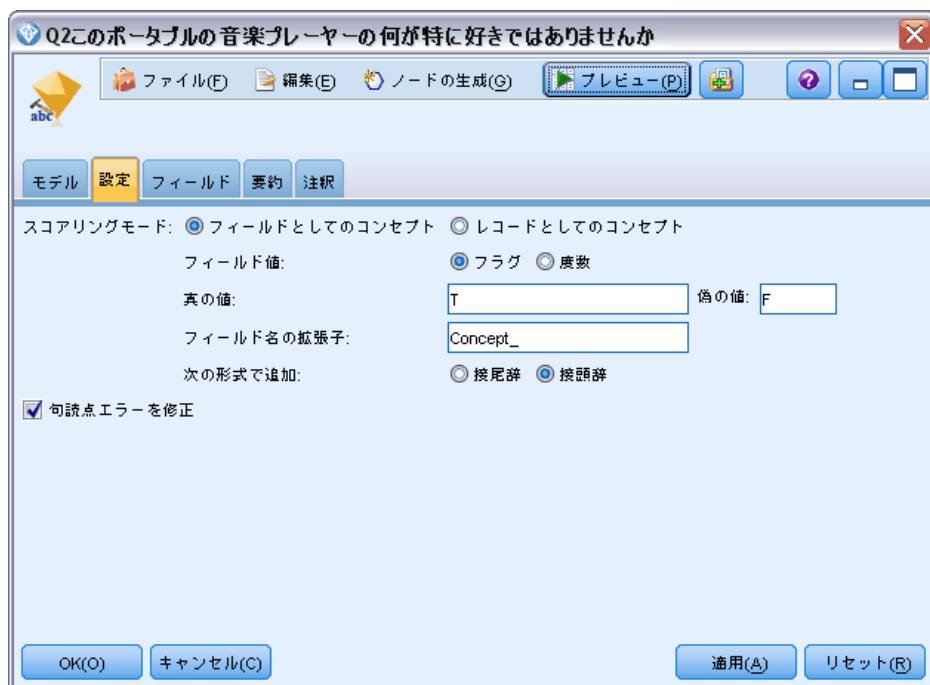 Q2このポータブルの音楽プレーヤーの何が特に好きではありませんか
ファイル(F) 編集(E) ノードの生成(G) プレビュー(P)
abc
モデル 設定 フィールド 要約 注釈
スコアリングモード: フィールドとしてのコンセプト レコードとしてのコンセプト
フィールド値: フラグ 度数
真の値: T 偽の値: F
フィールド名の拡張子: Concept_
次の形式で追加: 接尾辞 接頭辞
句読点エラーを修正
OK(O) キャンセル(C) 適用(A) リセット(R)